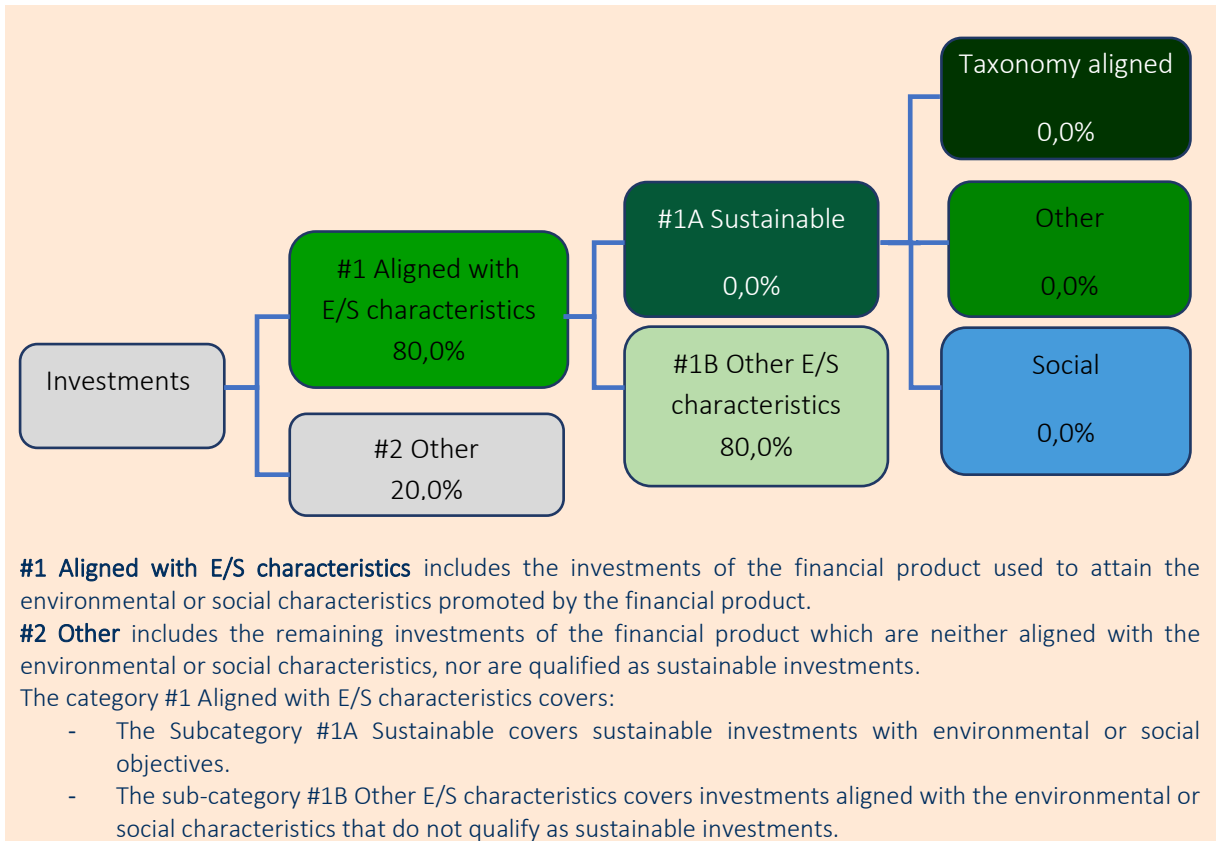 Taxonomy aligned
0,0%
#1A Sustainable
0,0%
Other
0,0%
#1 Aligned with
E/S characteristics
80,0%
Investments
#1B Other E/S
characteristics
80,0%
Social
0,0%
#2 Other
20,0%
#1 Aligned with E/S characteristics includes the investments of the financial product used to attain the
environmental or social characteristics promoted by the financial product.
#2 Other includes the remaining investments of the financial product which are neither aligned with the
environmental or social characteristics, nor are qualified as sustainable investments.
The category #1 Aligned with E/S characteristics covers:
- The Subcategory #1A Sustainable covers sustainable investments with environmental or social
objectives.
- The sub-category #1B Other E/S characteristics covers investments aligned with the environmental or
social characteristics that do not qualify as sustainable investments.